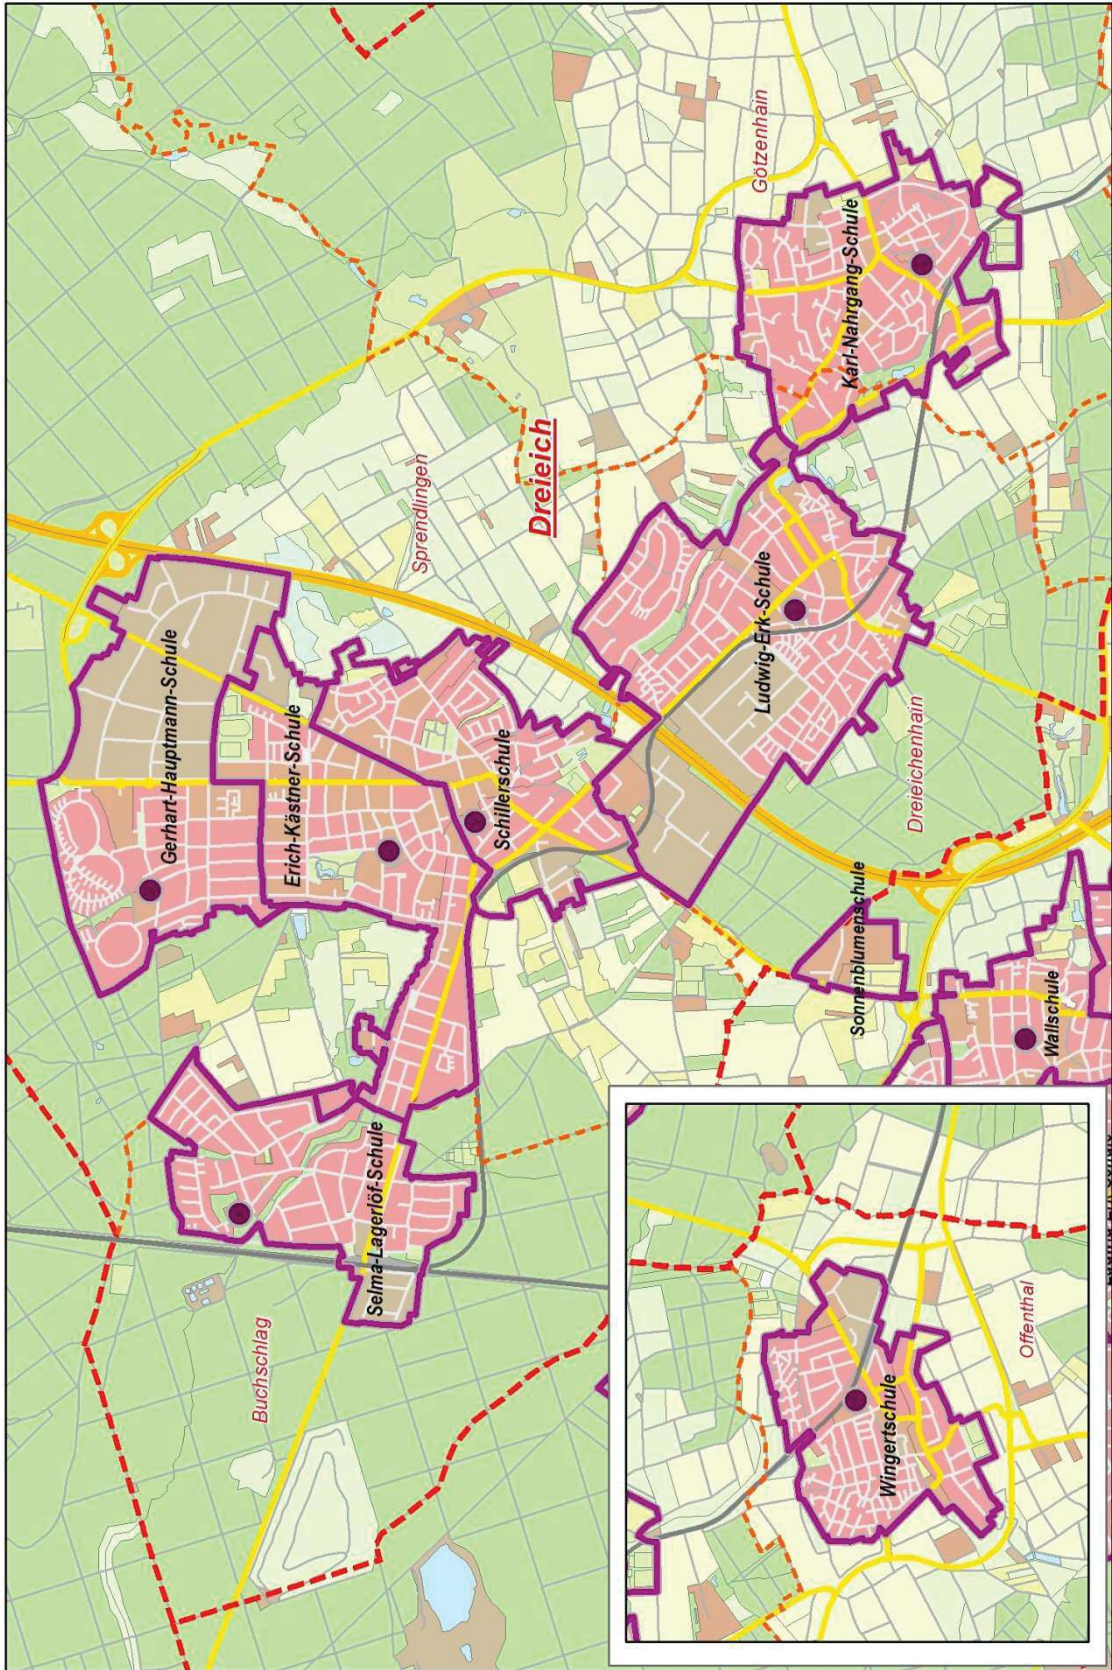 Buchschlag
Selma-Lagerlöf-Schule
Gerhart-Hauptmann-Schule
Erich-Kästner-Schule
Schillerschule
Sprendlingen
Dreieich
Götzenhain
Karl-Nahrgang-Schule
Ludwig-Erk-Schule
Dreieichenhain
Sonnenblumenschule
Wallschule
Wingertschule
Offenthal